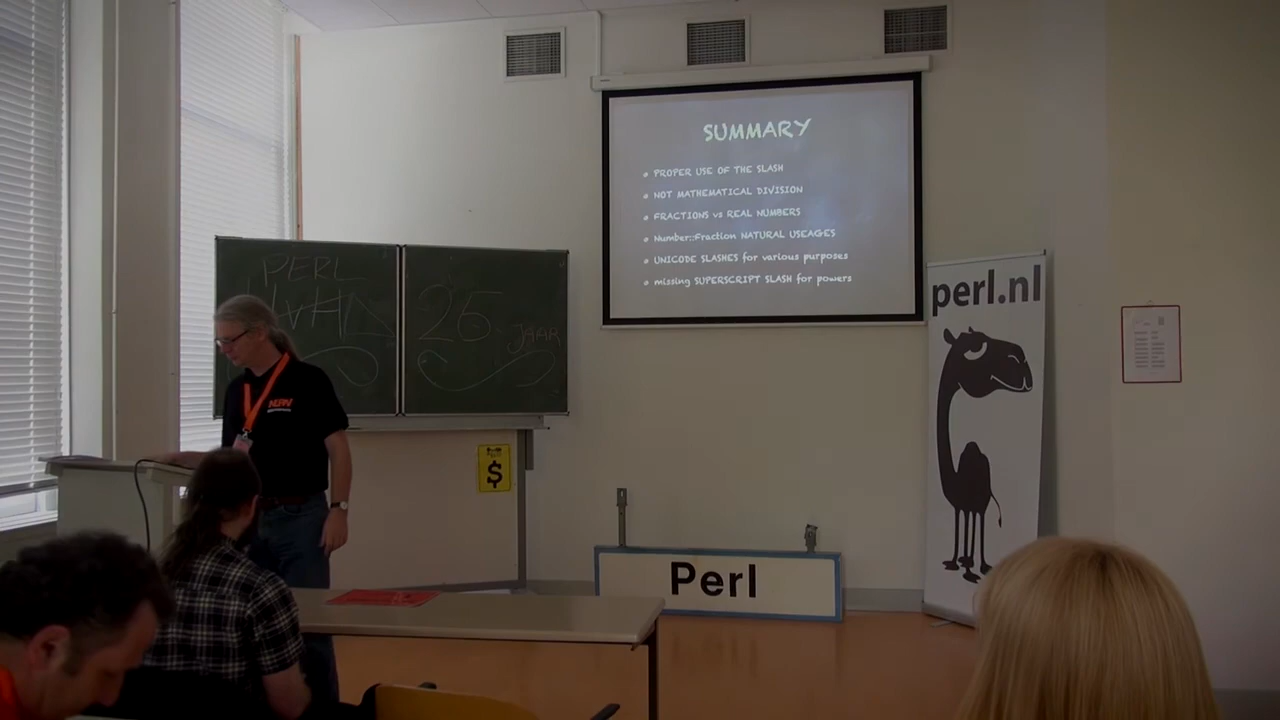 SUMMARY
PROPER USE OF THE SLASH
NOT MATHEMATICAL DIVISION
FRACTIONS vs REAL NUMBERS
Number::Fraction NATURAL USEAGES
UNICODE SLASHES for various purposes
missing SUPERSCRIPT SLASH for powers
PERL
25
JAAR
perl.nl
$
Perl